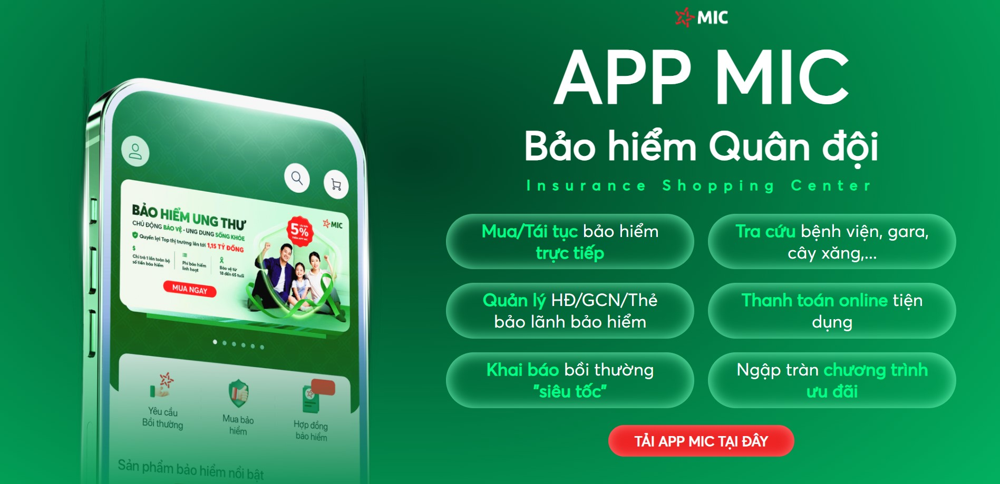 MIC
APP MIC
Bảo hiểm Quân đội
Insurance Shopping Center
Mua/Tái tục bảo hiểm
trực tiếp
Tra cứu bệnh viện, gara,
cây xăng,...
Quản lý HĐ/GCN/Thẻ
bảo lãnh bảo hiểm
Thanh toán online tiện
dụng
Khai báo bồi thường
"siêu tốc"
Ngập tràn chương trình
ưu đãi
TẢI APP MIC TẠI ĐÂY
BẢO HIỂM UNG THƯ
CHỦ ĐỘNG BẢO VỆ - UNG DUNG SỐNG KHỎE
Quyền lợi Top thị trường lên tới 1,15 TỶ ĐỒNG
$
Chi trả 1 lần toàn bộ
số tiền bảo hiểm
Phí bảo hiểm
linh hoạt
Bảo vệ từ
18 đến 65 tuổi
MUA NGAY
5%
TRÊN APP MIC
MIC
Yêu cầu
Bồi thường
Mua bảo
hiểm
Hợp đồng
bảo hiểm
Sản phẩm bảo hiểm nổi bật